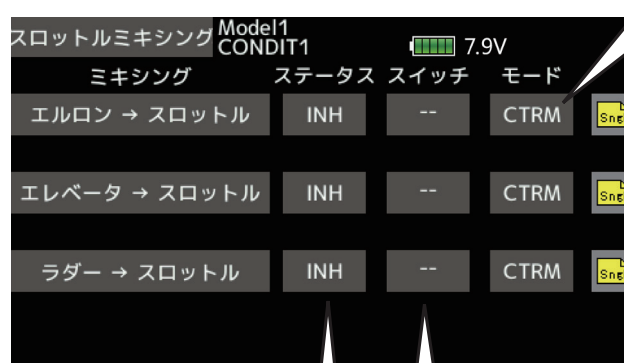 スロットルミキシング Model1
CONDIT1 7.9V
ミキシング ステータス スイッチ モード
エルロン → スロットル INH -- CTRM
エレベータ → スロットル INH -- CTRM
ラダー → スロットル INH -- CTRM